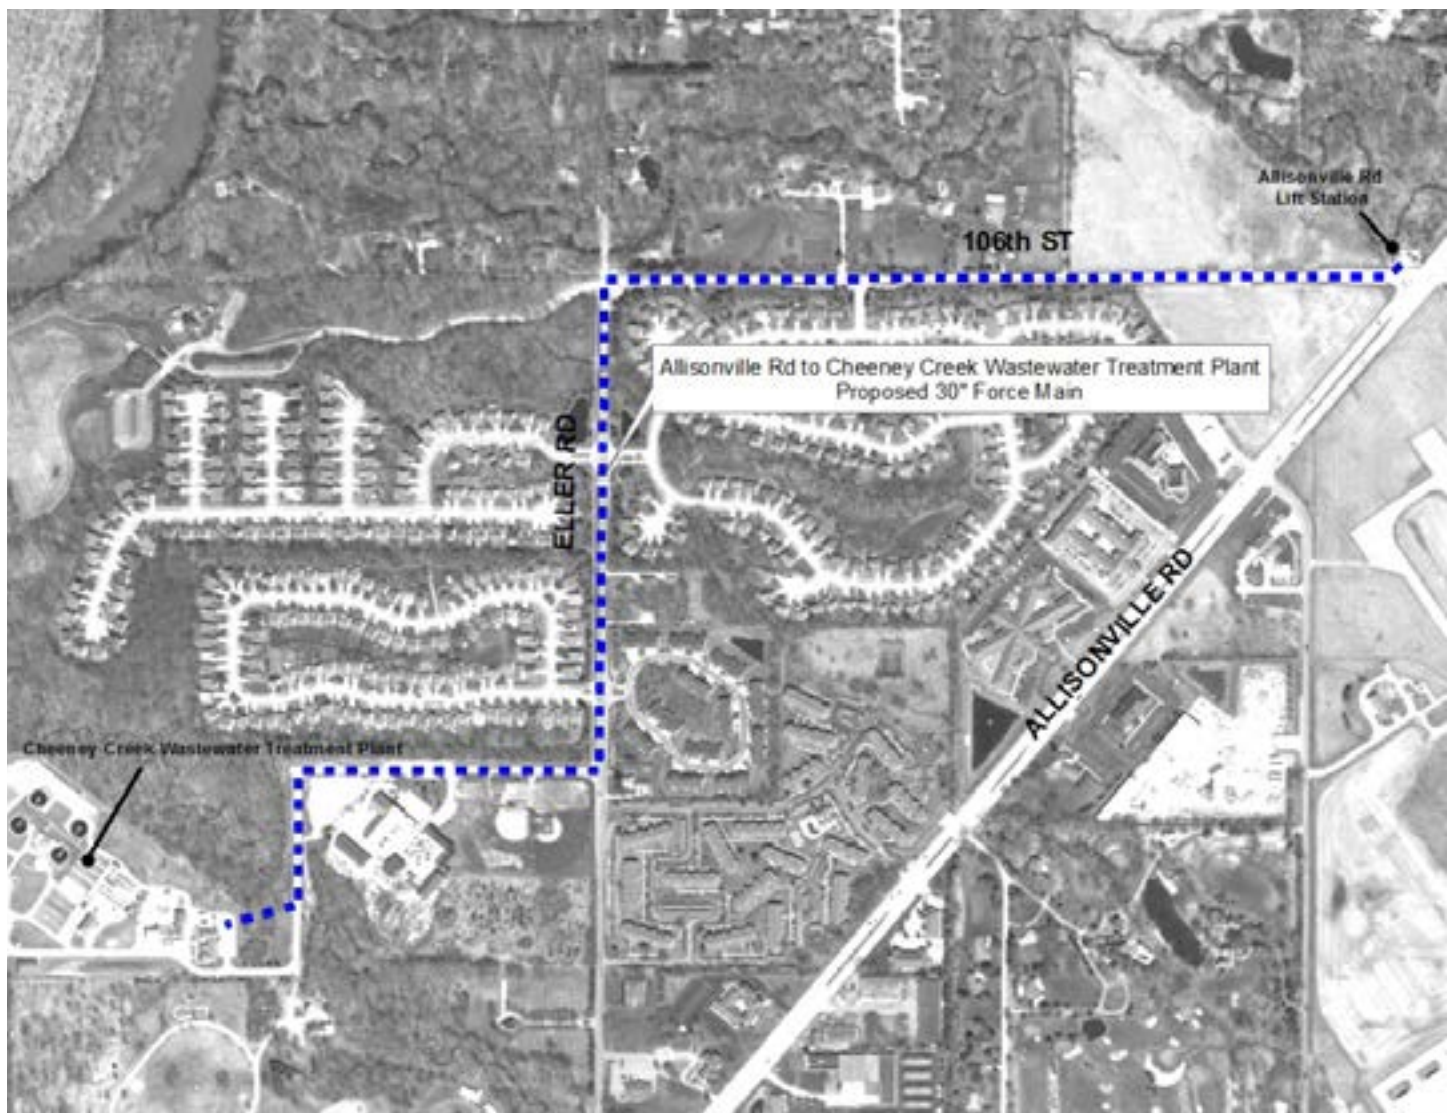 Allisonville Rd
Lift Station
106th ST
Allisonville Rd to Cheeney Creek Wastewater Treatment Plant
Proposed 30" Force Main
ELLER RD
ALLISONVILLE RD
Cheeney Creek Wastewater Treatment Plant